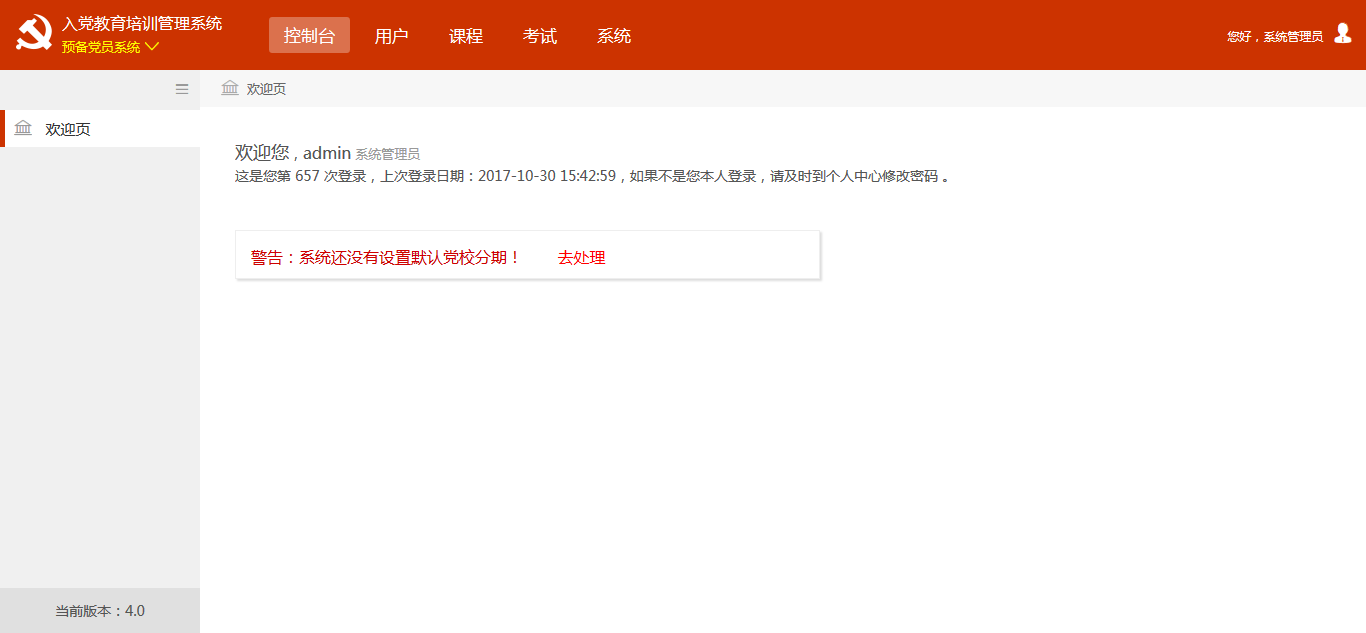 入党教育培训管理系统
预备党员系统
控制台 用户 课程 考试 系统
您好，系统管理员
欢迎页
欢迎页
欢迎您 , admin 系统管理员
这是您第 657 次登录，上次登录日期：2017-10-30 15:42:59，如果不是您本人登录，请及时到个人中心修改密码 。
警告：系统还没有设置默认党校分期！ 去处理
当前版本：4.0